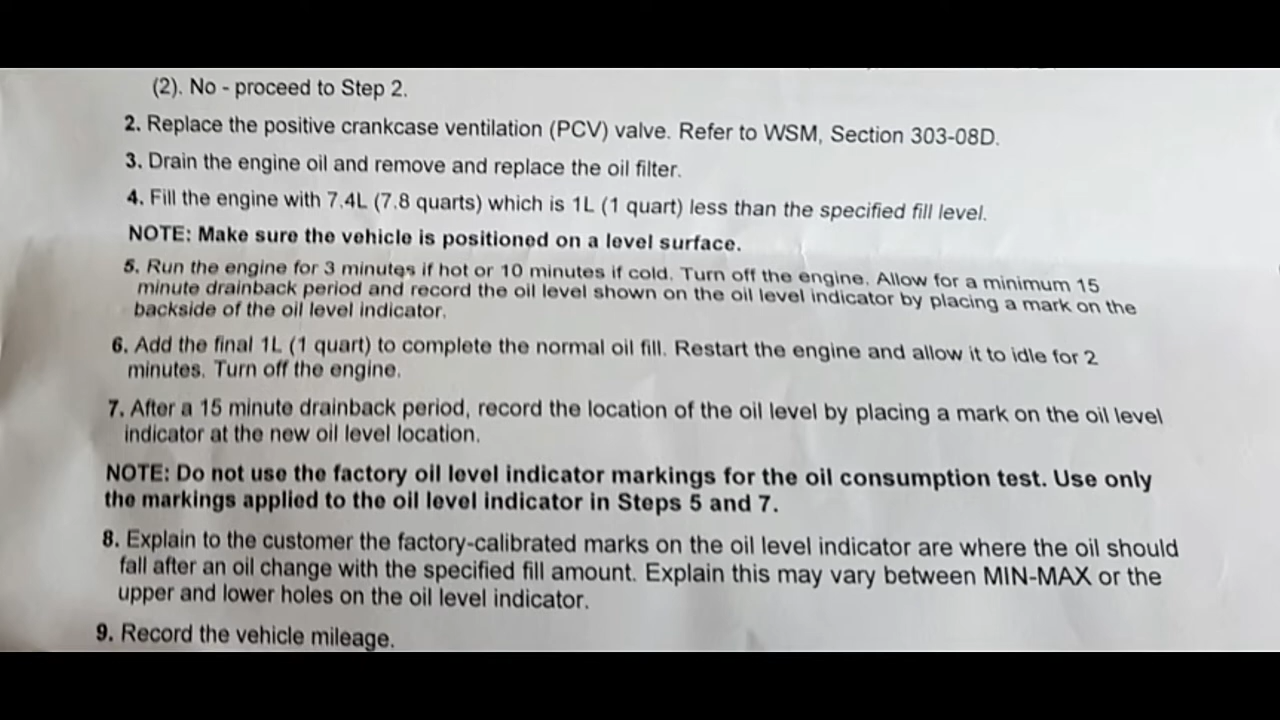 (2). No - proceed to Step 2.
2. Replace the positive crankcase ventilation (PCV) valve. Refer to WSM, Section 303-08D.
3. Drain the engine oil and remove and replace the oil filter.
4. Fill the engine with 7.4L (7.8 quarts) which is 1L (1 quart) less than the specified fill level.
NOTE: Make sure the vehicle is positioned on a level surface.
5. Run the engine for 3 minutes if hot or 10 minutes if cold. Turn off the engine. Allow for a minimum 15
minute drainback period and record the oil level shown on the oil level indicator by placing a mark on the
backside of the oil level indicator.
6. Add the final 1L (1 quart) to complete the normal oil fill. Restart the engine and allow it to idle for 2
minutes. Turn off the engine.
7. After a 15 minute drainback period, record the location of the oil level by placing a mark on the oil level
indicator at the new oil level location.
NOTE: Do not use the factory oil level indicator markings for the oil consumption test. Use only
the markings applied to the oil level indicator in Steps 5 and 7.
8. Explain to the customer the factory-calibrated marks on the oil level indicator are where the oil should
fall after an oil change with the specified fill amount. Explain this may vary between MIN-MAX or the
upper and lower holes on the oil level indicator.
9. Record the vehicle mileage.